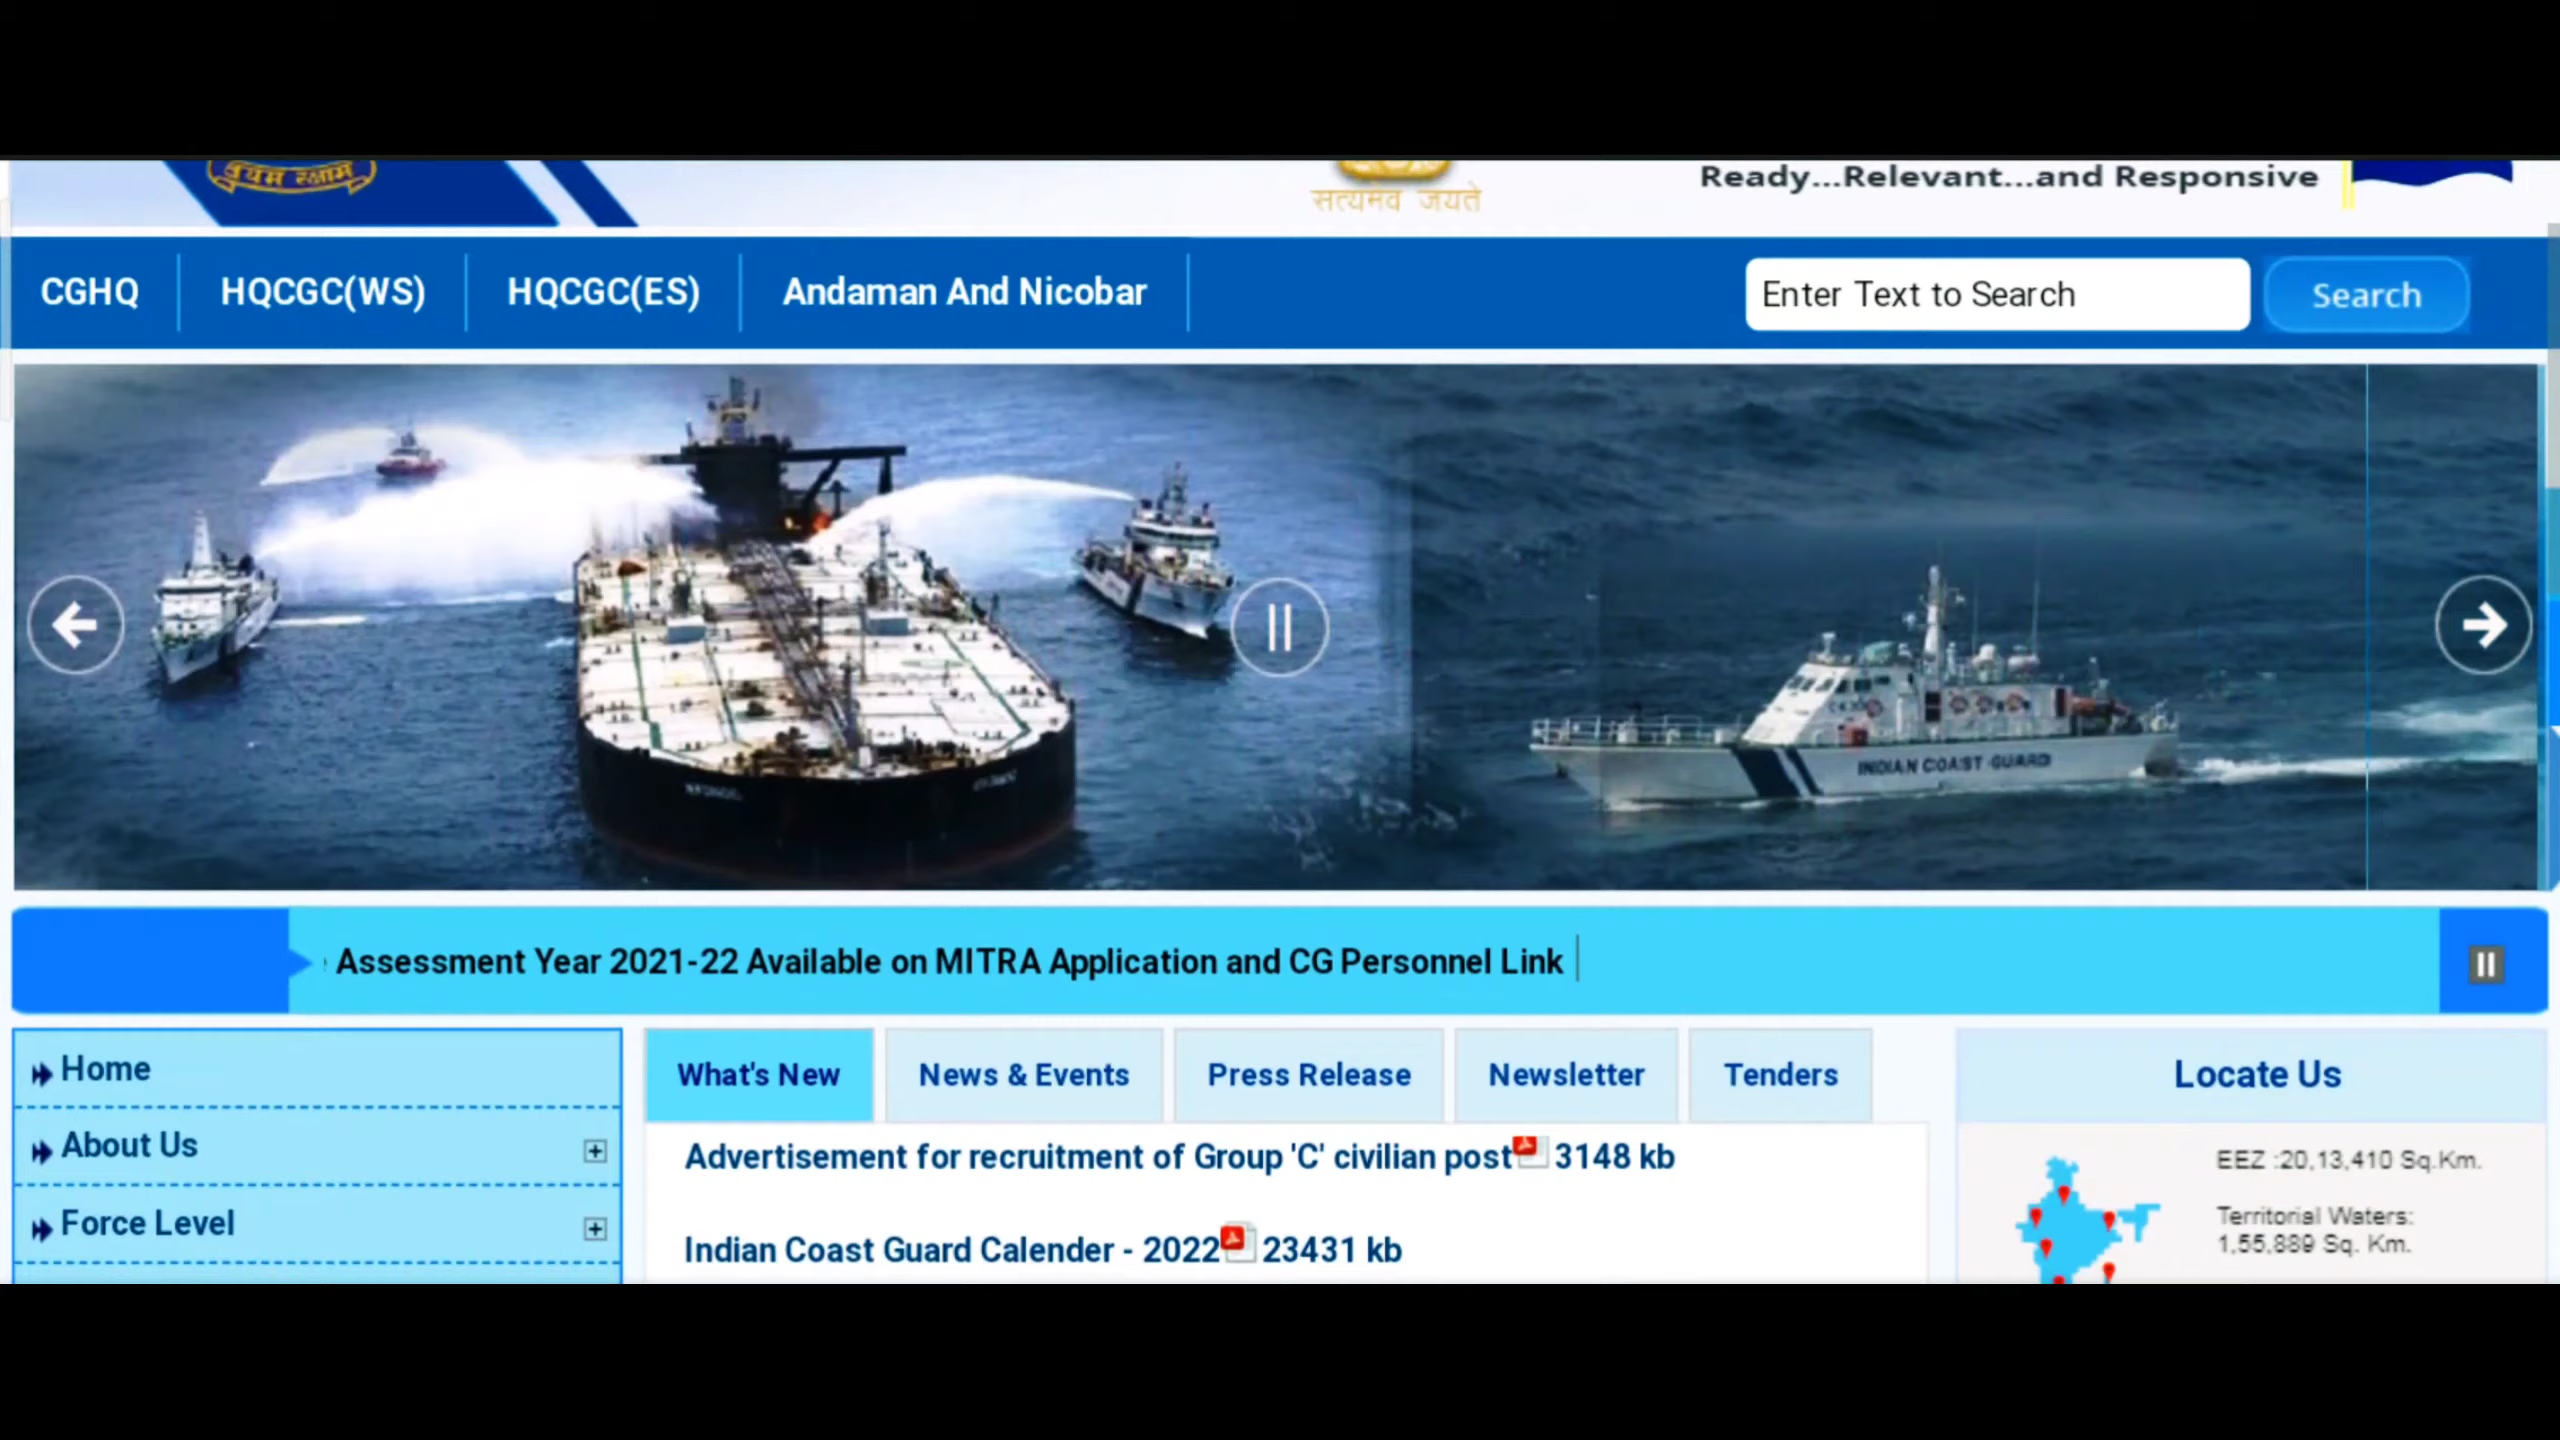 वयम रक्षाम
सत्यमेव जयते
Ready...Relevant...and Responsive
CGHQ
HQCGC(WS)
HQCGC(ES)
Andaman And Nicobar
Enter Text to Search
Search
INDIAN COAST GUARD
Assessment Year 2021-22 Available on MITRA Application and CG Personnel Link
Home
About Us
Force Level
What's New
News & Events
Press Release
Newsletter
Tenders
Advertisement for recruitment of Group 'C' civilian post 3148 kb
Indian Coast Guard Calender - 2022 23431 kb
Locate Us
EEZ :20,13,410 Sq.Km.
Territorial Waters:
1,55,889 Sq. Km.